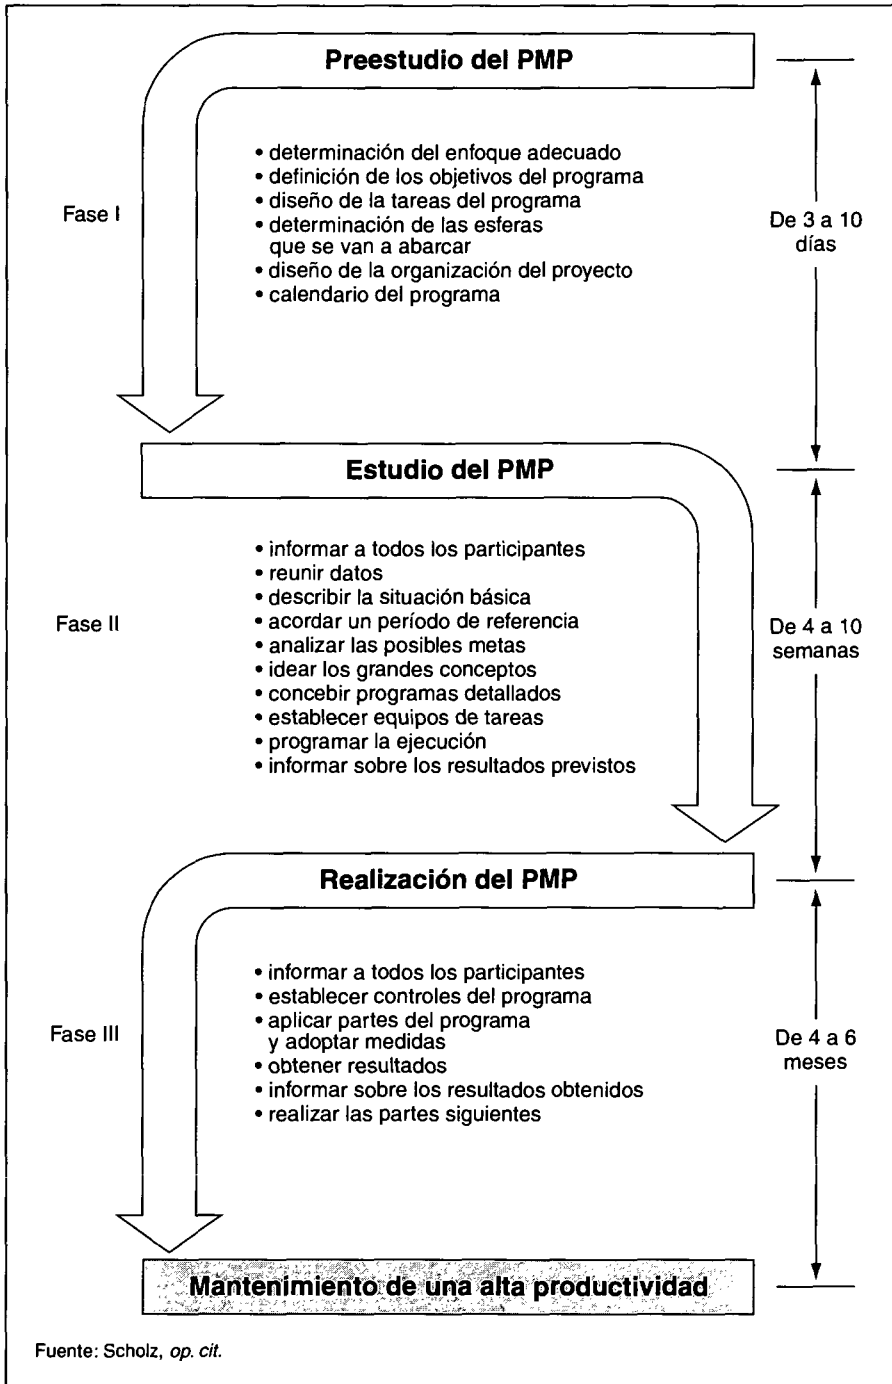 Preestudio del PMP
Fase I
• determinación del enfoque adecuado
• definición de los objetivos del programa
• diseño de la tareas del programa
• determinación de las esferas
que se van a abarcar
• diseño de la organización del proyecto
• calendario del programa
De 3 a 10
días
Estudio del PMP
Fase II
• informar a todos los participantes
• reunir datos
• describir la situación básica
• acordar un período de referencia
• analizar las posibles metas
• idear los grandes conceptos
• concebir programas detallados
• establecer equipos de tareas
• programar la ejecución
• informar sobre los resultados previstos
De 4 a 10
semanas
Realización del PMP
Fase III
• informar a todos los participantes
• establecer controles del programa
• aplicar partes del programa
y adoptar medidas
• obtener resultados
• informar sobre los resultados obtenidos
• realizar las partes siguientes
De 4 a 6
meses
Mantenimiento de una alta productividad
Fuente: Scholz, op. cit.